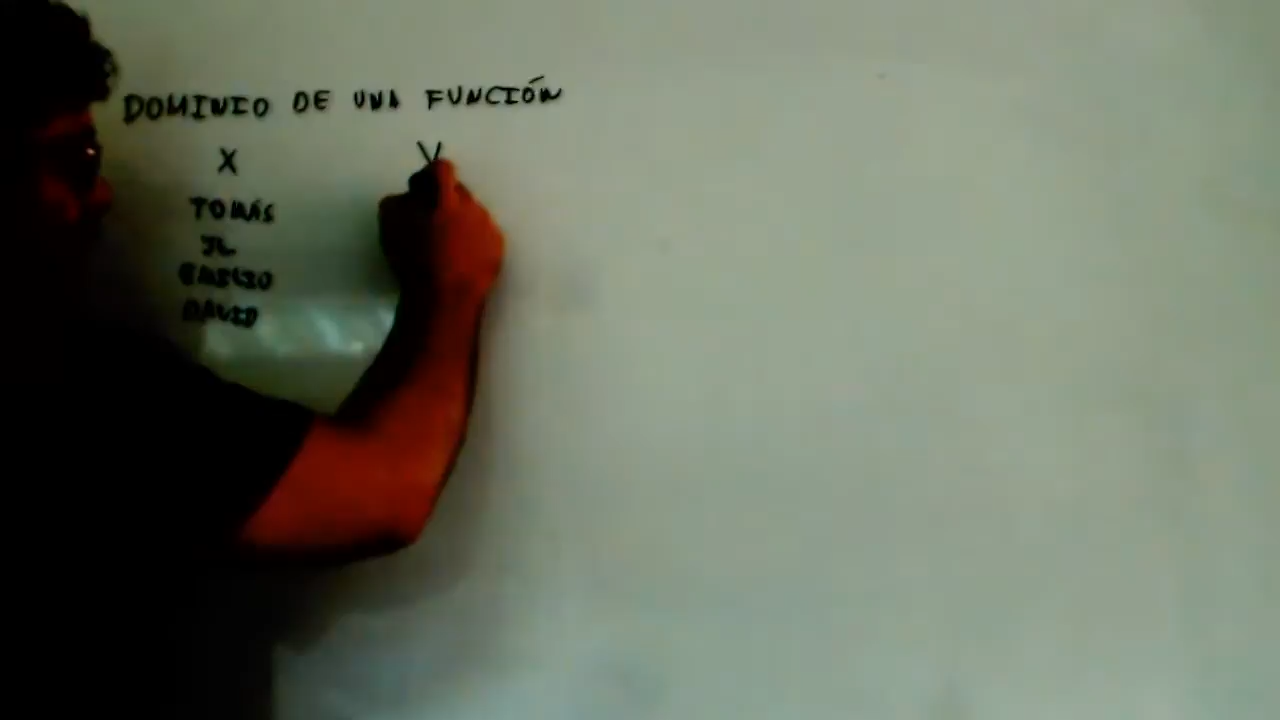 DOMINIO DE UNA FUNCIÓN
X Y
TOMÁS
JL
EMILIO
DAVID